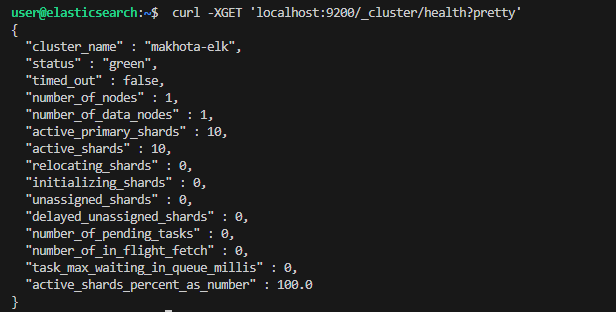 user@elasticsearch:~$  curl -XGET 'localhost:9200/_cluster/health?pretty'
{
  "cluster_name" : "makhota-elk",
  "status" : "green",
  "timed_out" : false,
  "number_of_nodes" : 1,
  "number_of_data_nodes" : 1,
  "active_primary_shards" : 10,
  "active_shards" : 10,
  "relocating_shards" : 0,
  "initializing_shards" : 0,
  "unassigned_shards" : 0,
  "delayed_unassigned_shards" : 0,
  "number_of_pending_tasks" : 0,
  "number_of_in_flight_fetch" : 0,
  "task_max_waiting_in_queue_millis" : 0,
  "active_shards_percent_as_number" : 100.0
}